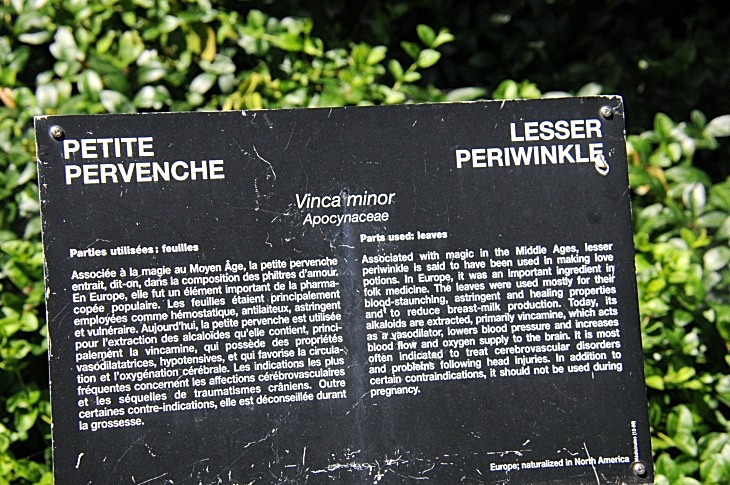 PETITE
PERVENCHE
LESSER
PERIWINKLE
Vinca minor
Apocynaceae
Parties utilisées : feuilles
Associée à la magie au Moyen Âge, la petite pervenche
entrait, dit-on, dans la composition des philtres d'amour.
En Europe, elle fut un élément important de la pharma-
copée populaire. Les feuilles étaient principalement
employées comme hémostatique, antilaiteux, astringent
et vulnéraire. Aujourd'hui, la petite pervenche est utilisée
pour l'extraction des alcaloïdes qu'elle contient, princi-
palement la vincamine, qui possède des propriétés
vasodilatatrices, hypotensives, et qui favorise la circula-
tion et l'oxygénation cérébrale. Les indications les plus
fréquentes concernent les affections cérébrovasculaires
et les séquelles de traumatismes crâniens. Outre
certaines contre-indications, elle est déconseillée durant
la grossesse.
Parts used: leaves
Associated with magic in the Middle Ages, lesser
periwinkle is said to have been used in making love
potions. In Europe, it was an important ingredient in
folk medicine. The leaves were used mostly for their
blood-staunching, astringent and healing properties
and to reduce breast-milk production. Today, its
alkaloids are extracted, primarily vincamine, which acts
as a vasodilator, lowers blood pressure and increases
blood flow and oxygen supply to the brain. It is most
often indicated to treat cerebrovascular disorders
and problems following head injuries. In addition to
certain contraindications, it should not be used during
pregnancy.
Europe; naturalized in North America